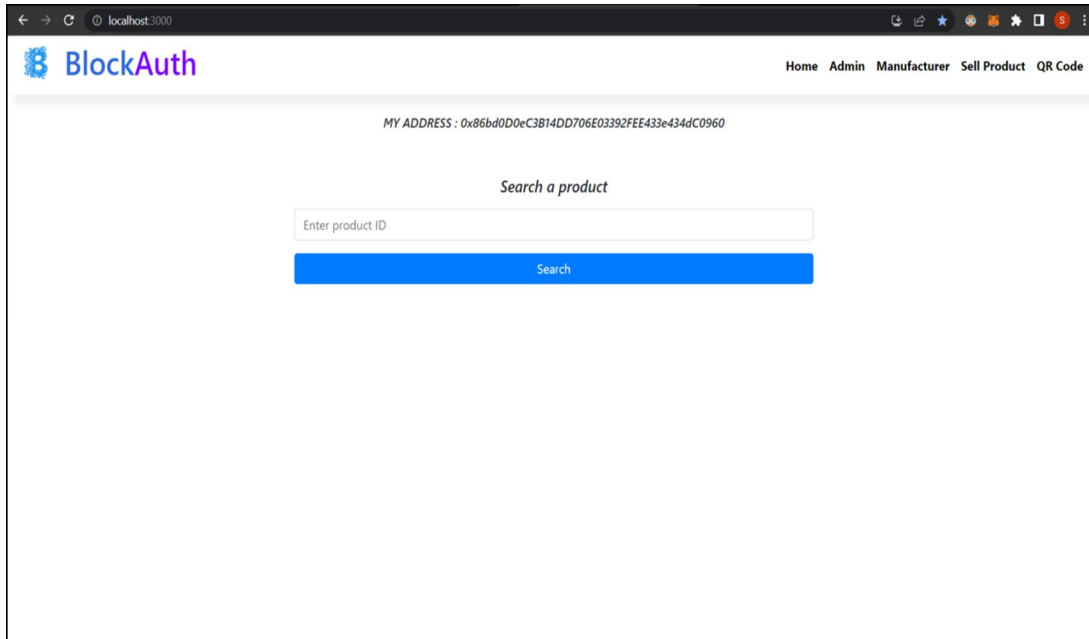 localhost:3000
S
BlockAuth
Home Admin Manufacturer Sell Product QR Code
MY ADDRESS : 0x86bd0D0eC3B14DD706E03392FEE433e434dC0960
Search a product
Enter product ID
Search